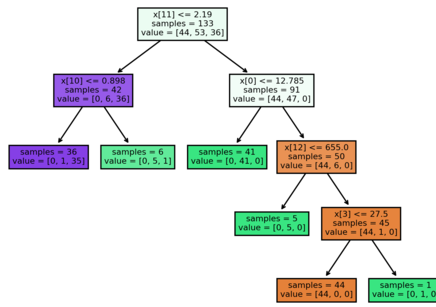 x[11] <= 2.19
samples = 133
value = [44, 53, 36]
x[10] <= 0.898
samples = 42
value = [0, 6, 36]
x[0] <= 12.785
samples = 91
value = [44, 47, 0]
samples = 36
value = [0, 1, 35]
samples = 6
value = [0, 5, 1]
samples = 41
value = [0, 41, 0]
x[12] <= 655.0
samples = 50
value = [44, 6, 0]
samples = 5
value = [0, 5, 0]
x[3] <= 27.5
samples = 45
value = [44, 1, 0]
samples = 44
value = [44, 0, 0]
samples = 1
value = [0, 1, 0]